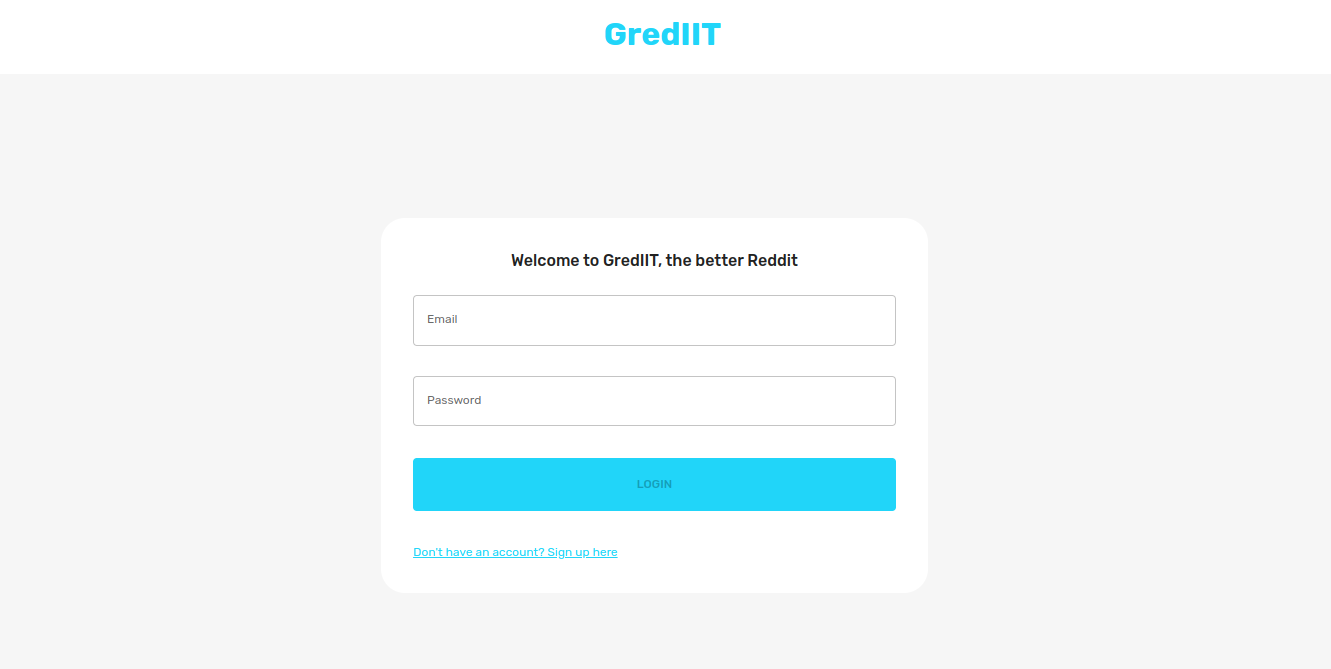 GredIIT
Welcome to GredIIT, the better Reddit
Email
Password
LOGIN
Don't have an account? Sign up here